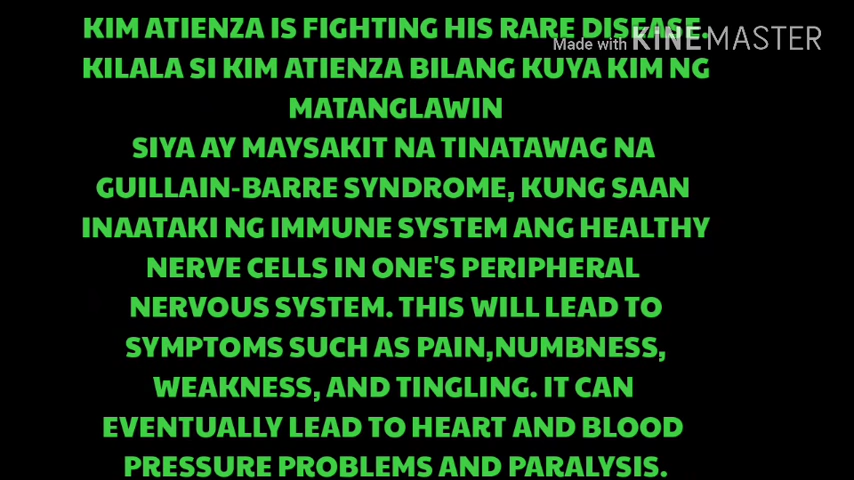 KIM ATIENZA IS FIGHTING HIS RARE DISEASE.
Made with KINEMASTER
KILALA SI KIM ATIENZA BILANG KUYA KIM NG
MATANGLAWIN
SIYA AY MAYSAKIT NA TINATAWAG NA
GUILLAIN-BARRE SYNDROME, KUNG SAAN
INAATAKI NG IMMUNE SYSTEM ANG HEALTHY
NERVE CELLS IN ONE'S PERIPHERAL
NERVOUS SYSTEM. THIS WILL LEAD TO
SYMPTOMS SUCH AS PAIN,NUMBNESS,
WEAKNESS, AND TINGLING. IT CAN
EVENTUALLY LEAD TO HEART AND BLOOD
PRESSURE PROBLEMS AND PARALYSIS.